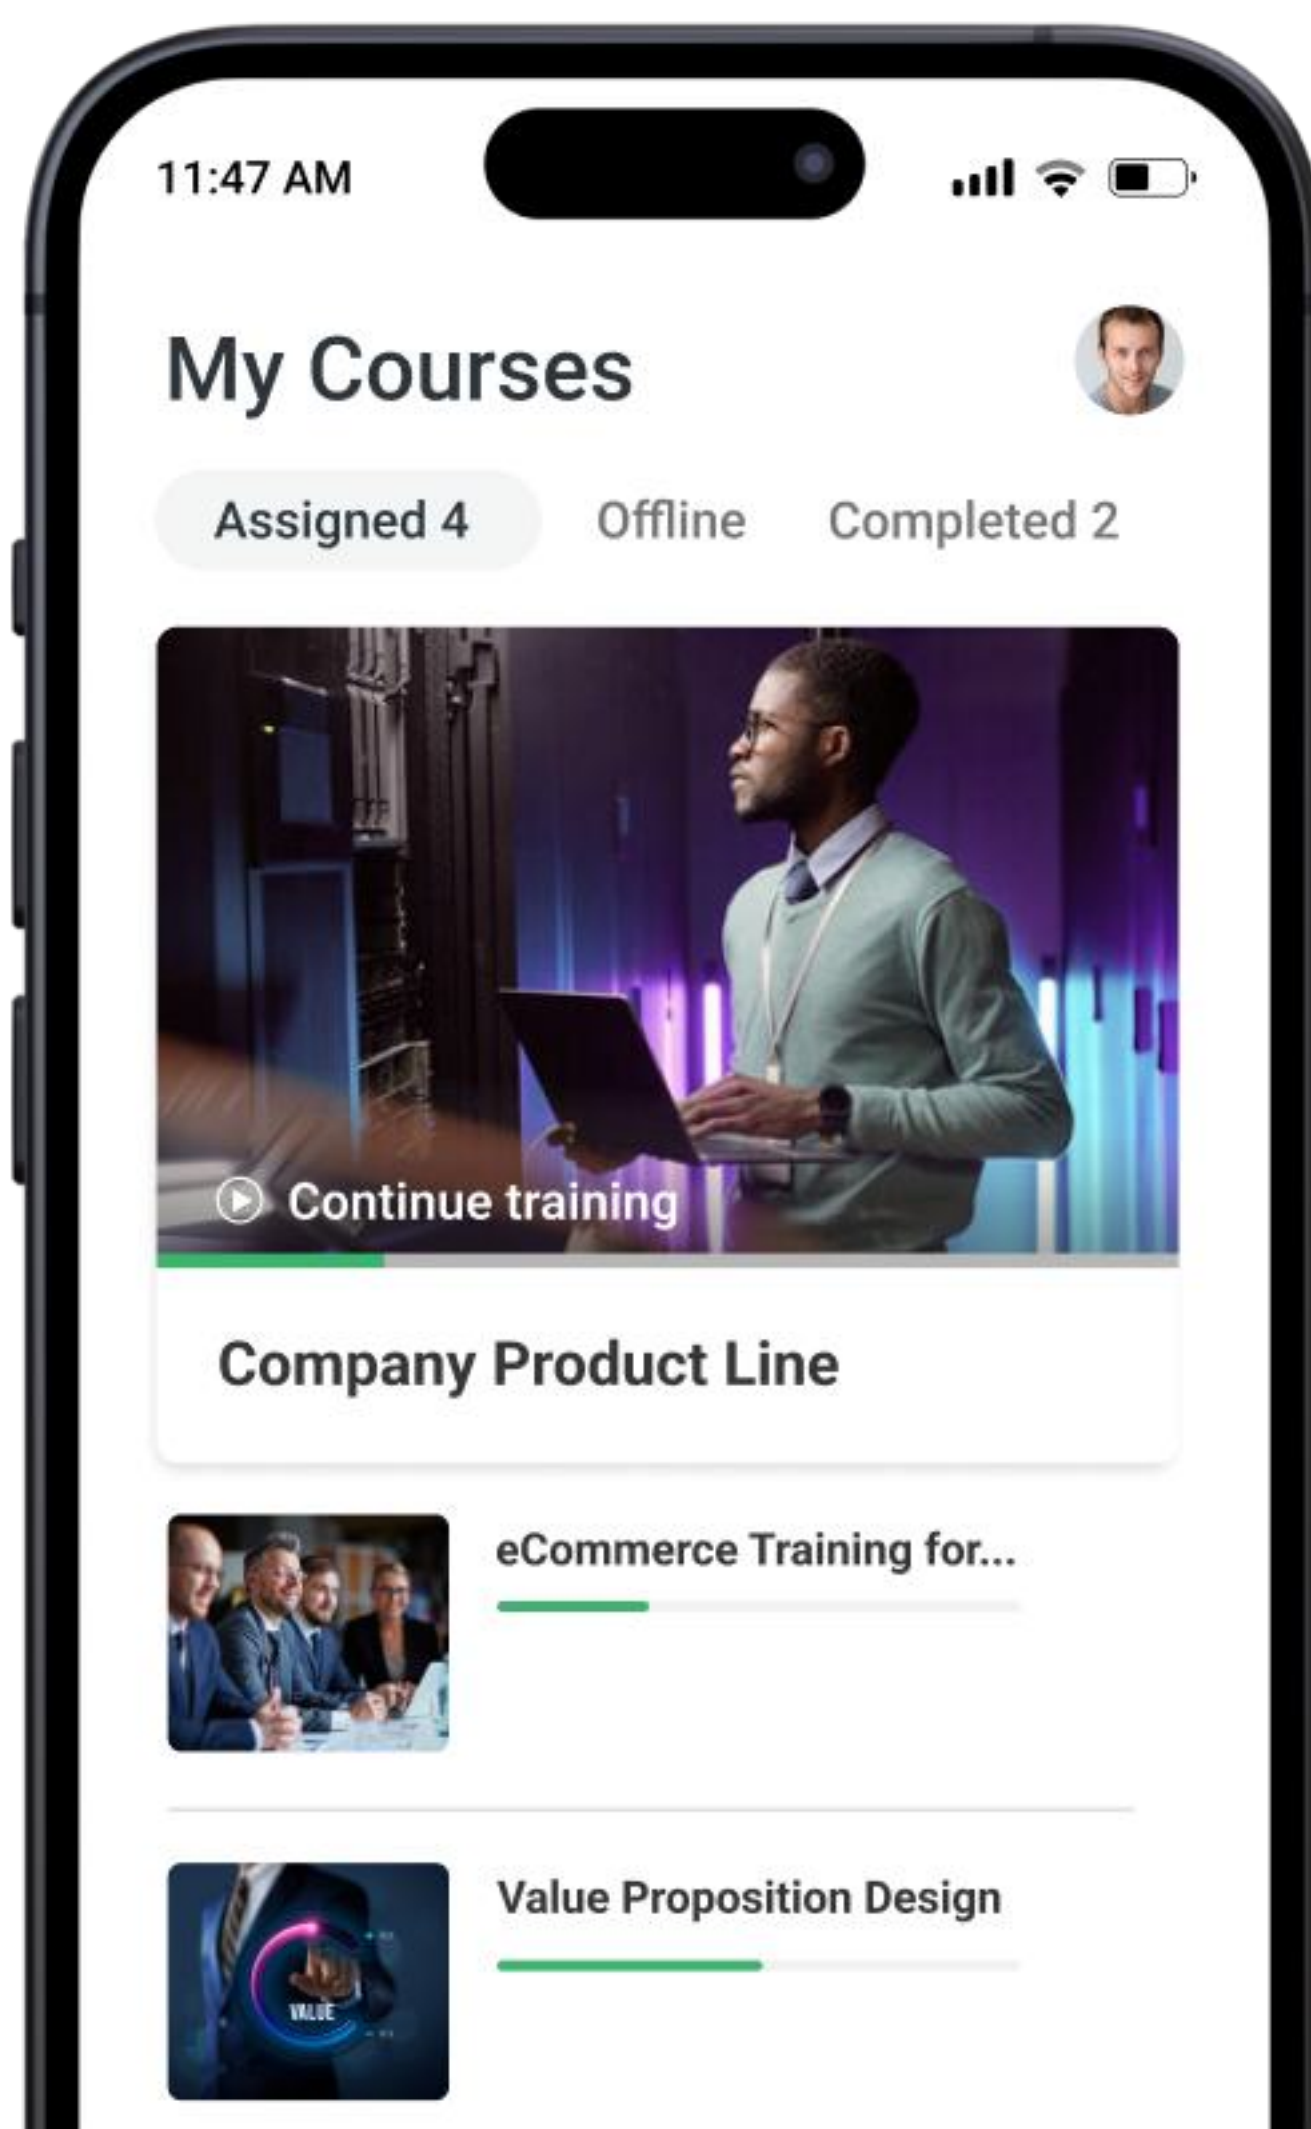 11:47 AM
My Courses
Assigned 4 Offline Completed 2
Continue training
Company Product Line
eCommerce Training for...
Value Proposition Design
VALUE